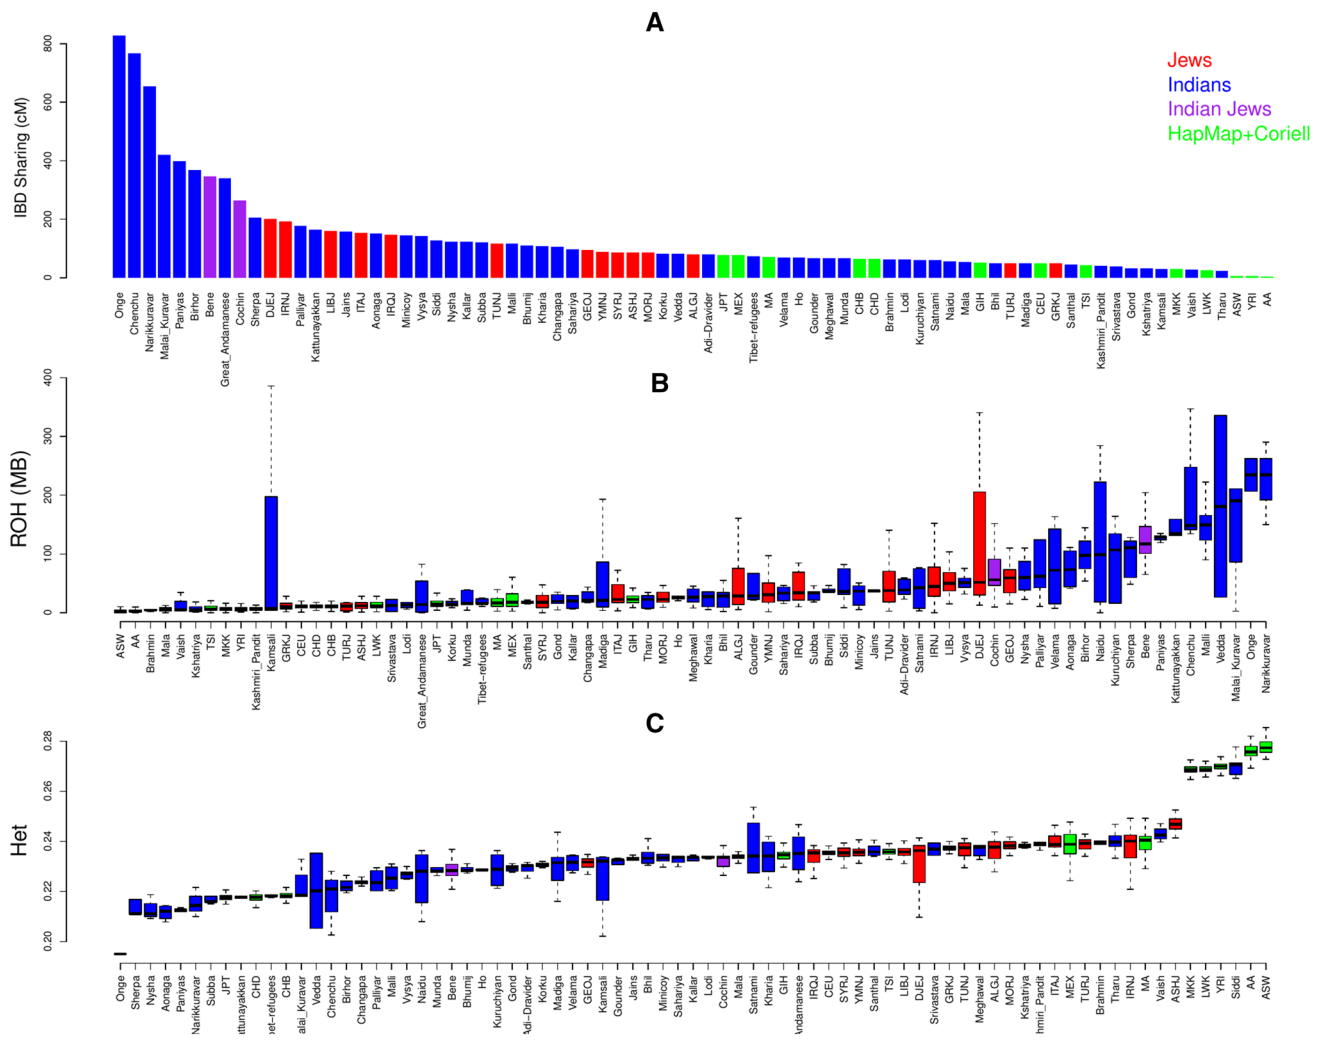 A
IBD Sharing (cM)
800
600
400
200
0
Jews
Indians
Indian Jews
HapMap+Coriell
Onge Chenchu Narikkuravar Malai_Kuravar Paniyas Birhor Bene Great_Andamanese Cochin Sherpa DJEJ IRNJ Palliyar Kattunayakkan LIBJ Jains ITAJ Aonaga IRQJ Minicoy Vysya Siddi Nysha Kallar Subba TUNJ Malli Bhumij Kharia Changapa Sahariya GEOJ YMNJ SYRJ ASHJ MORJ Korku Vedda ALGJ Adi-Dravider JPT MEX Tibet-refugees MA Velama Ho Gounder Meghawal Munda CHB CHD Brahmin Lodi Kuruchiyan Satnami Naidu Mala GIH Bhil TURJ Madiga CEU GRKJ Santhal TSI Kashmiri_Pandit Srivastava Gond Kshatriya Kamsali MKK Vaish LWK Tharu ASW YRI AA
B
ROH (MB)
400
300
200
100
0
ASW AA Brahmin Mala Vaish Kshatriya TSI MKK YRI Kashmiri_Pandit Kamsali GRKJ CEU CHD CHB TURJ ASHJ LWK Srivastava Lodi Great_Andamanese JPT Korku Munda Tibet-refugees MA MEX Santhal SYRJ Gond Kallar Changapa Madiga ITAJ GIH Tharu MORJ Ho Meghawal Kharia Bhil ALGJ Gounder YMNJ Sahariya IRQJ Subba Bhumij Siddi Minicoy Jains TUNJ Adi-Dravider Satnami IRNJ LIBJ Vysya DJEJ Cochin GEOJ Nysha Palliyar Velama Aonaga Birhor Naidu Kuruchiyan Sherpa Bene Paniyas Kattunayakkan Chenchu Malli Vedda Malai_Kuravar Onge Narikkuravar
C
Het
0.28
0.26
0.24
0.22
0.20
Onge Sherpa Nysha Aonaga Paniyas Narikkuravar Subba JPT attunayakkan CHD bet-refugees CHB alai_Kuravar Vedda Chenchu Birhor Changapa Palliyar Malli Vysya Naidu Munda Bene Bhumij Ho Kuruchiyan Gond Adi-Dravider Korku Madiga Velama GEOJ Kamsali Gounder Jains Bhil Minicoy Sahariya Kallar Lodi Cochin Mala Satnami Kharia GIH Andamanese IRQJ CEU SYRJ YMNJ Santhal TSI LIBJ DJEJ Srivastava GRKJ TUNJ Meghawal ALGJ MORJ Kshatriya hmiri_Pandit ITAJ MEX TURJ Brahmin Tharu IRNJ MA Vaish ASHJ MKK LWK YRI Siddi AA ASW